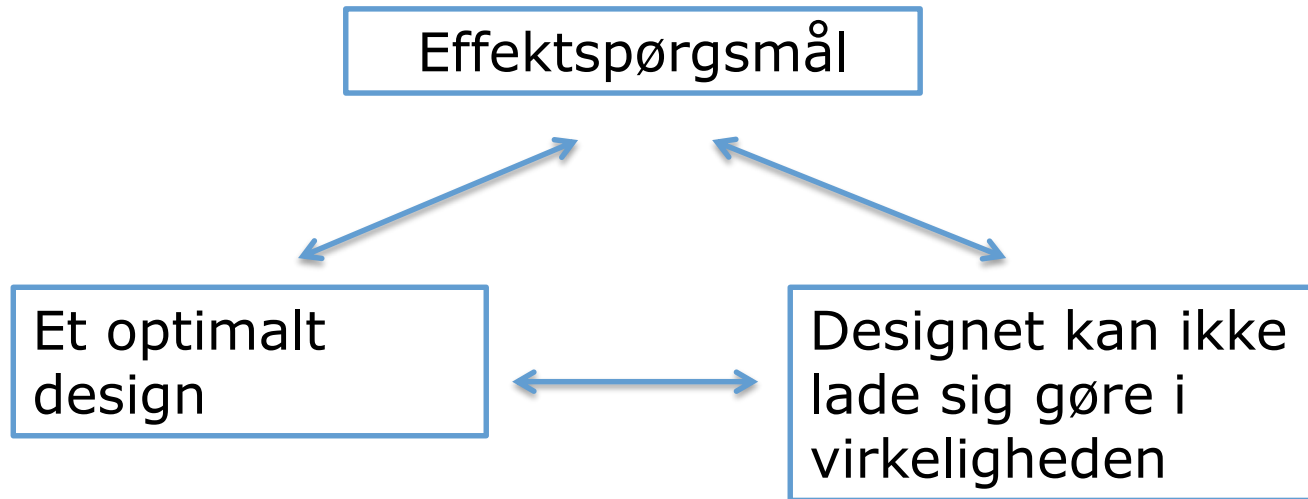 Effektspørgsmål
Et optimalt
design
Designet kan ikke
lade sig gøre i
virkeligheden